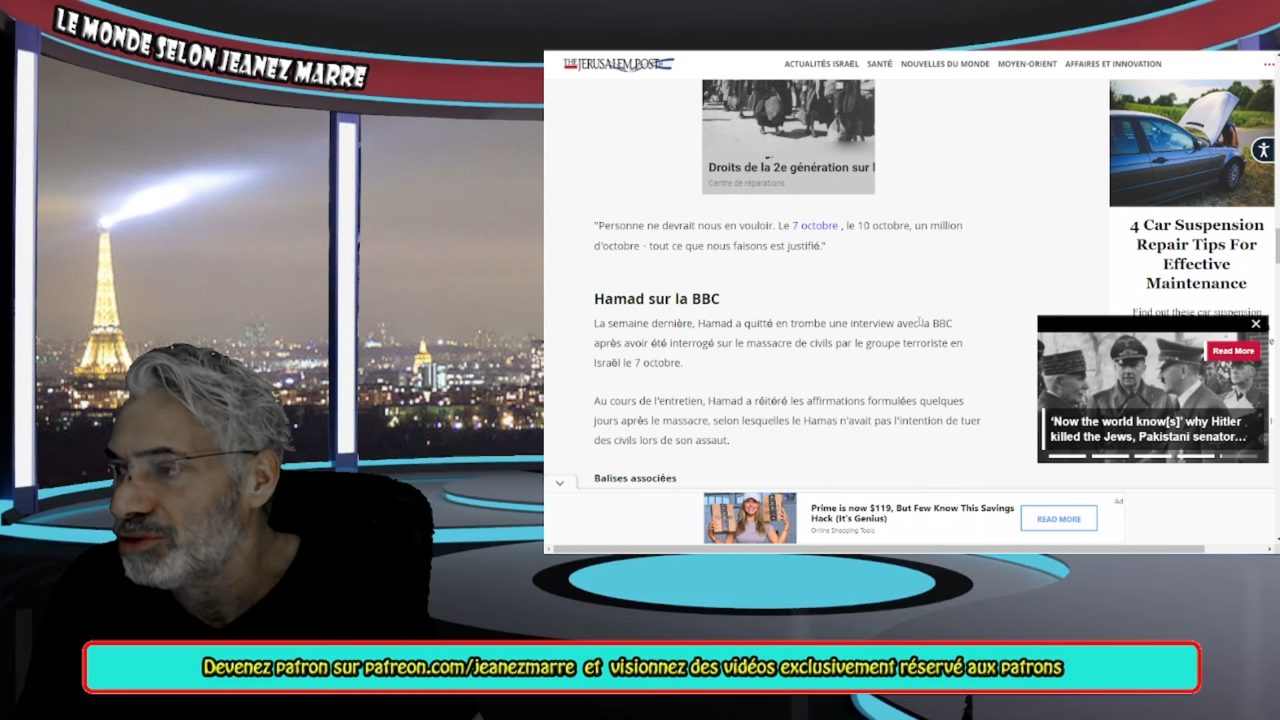 LE MONDE SELON JEANEZ MARRE
THE JERUSALEM POST
ACTUALITÉS ISRAËL SANTÉ NOUVELLES DU MONDE MOYEN-ORIENT AFFAIRES ET INNOVATION
Droits de la 2e génération sur l
Centre de réparations
"Personne ne devrait nous en vouloir. Le 7 octobre , le 10 octobre, un million
d'octobre - tout ce que nous faisons est justifié."
Hamad sur la BBC
La semaine dernière, Hamad a quitté en trombe une interview avec la BBC
après avoir été interrogé sur le massacre de civils par le groupe terroriste en
Israël le 7 octobre.
Au cours de l'entretien, Hamad a réitéré les affirmations formulées quelques
jours après le massacre, selon lesquelles le Hamas n'avait pas l'intention de tuer
des civils lors de son assaut.
Balises associées
4 Car Suspension
Repair Tips For
Effective
Maintenance
Find out these car suspension
Read More
'Now the world know[s]' why Hitler
killed the Jews, Pakistani senator...
Prime is now $119, But Few Know This Savings
Hack (It's Genius)
Online Shopping Tools
READ MORE
Ad
Devenez patron sur patreon.com/jeanezmarre et visionnez des vidéos exclusivement réservé aux patrons